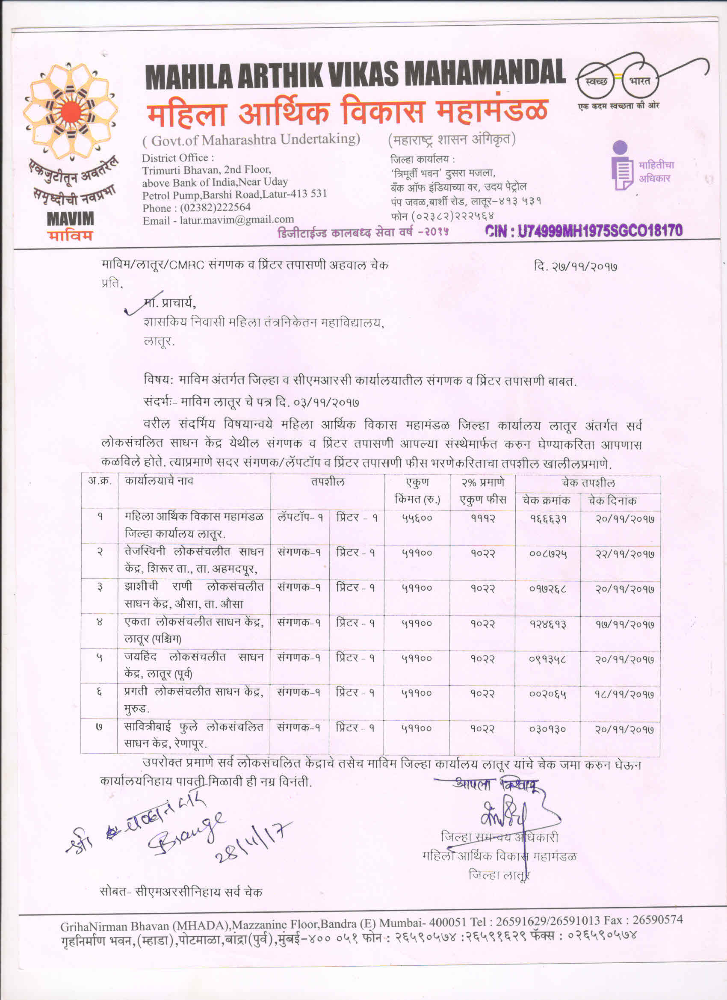 MAHILA ARTHIK VIKAS MAHAMANDAL
महिला आर्थिक विकास महामंडळ
( Govt.of Maharashtra Undertaking) (महाराष्ट्र शासन अंगिकृत)
स्वच्छ भारत
एक कदम स्वच्छता की ओर
माहितीचा
अधिकार
एकजुटीतून अवतरेल
समृध्दीची नवप्रभा
MAVIM
माविम
District Office :
Trimurti Bhavan, 2nd Floor,
above Bank of India,Near Uday
Petrol Pump,Barshi Road,Latur-413 531
Phone : (02382)222564
Email - latur.mavim@gmail.com
जिल्हा कार्यालय :
‘त्रिमूर्ती भवन’ दुसरा मजला,
बँक ऑफ इंडियाच्या वर, उदय पेट्रोल
पंप जवळ,बार्शी रोड, लातूर-४१३ ५३१
फोन (०२३८२)२२२५६४
डिजीटाईज्ड कालबध्द सेवा वर्ष -२०१५ CIN : U74999MH1975SGCO18170
माविम/लातूर/CMRC संगणक व प्रिंटर तपासणी अहवाल चेक दि. २७/११/२०१७
प्रति,
मा. प्राचार्य,
शासकिय निवासी महिला तंत्रनिकेतन महाविद्यालय,
लातूर.
विषय: माविम अंतर्गत जिल्हा व सीएमआरसी कार्यालयातील संगणक व प्रिंटर तपासणी बाबत.
संदर्भः- माविम लातूर चे पत्र दि. ०३/११/२०१७
वरील संदर्भिय विषयान्वये महिला आर्थिक विकास महामंडळ जिल्हा कार्यालय लातूर अंतर्गत सर्व
लोकसंचलित साधन केंद्र येथील संगणक व प्रिंटर तपासणी आपल्या संस्थेमार्फत करुन घेण्याकरिता आपणास
कळविले होते. त्याप्रमाणे सदर संगणक/लॅपटॉप व प्रिंटर तपासणी फीस भरणेकरिताचा तपशील खालीलप्रमाणे.
अ.क्र. कार्यालयाचे नाव तपशील एकुण २% प्रमाणे चेक तपशील
किंमत (रु.) एकुण फीस चेक क्रमांक चेक दिनांक
१ महिला आर्थिक विकास महामंडळ लॅपटॉप- १ प्रिंटर - १ ५५६०० १११२ १६६६३१ २०/११/२०१७
जिल्हा कार्यालय लातूर.
२ तेजस्विनी लोकसंचलीत साधन संगणक-१ प्रिंटर - १ ५११०० १०२२ ००८७२५ २२/११/२०१७
केंद्र, शिरूर ता., ता. अहमदपूर,
३ झाशीची राणी लोकसंचलीत संगणक-१ प्रिंटर - १ ५११०० १०२२ ०१७२६८ २०/११/२०१७
साधन केंद्र, औसा, ता. औसा
४ एकता लोकसंचलीत साधन केंद्र, संगणक-१ प्रिंटर - १ ५११०० १०२२ १२४६१३ १७/११/२०१७
लातूर (पश्चिम)
५ जयहिंद लोकसंचलीत साधन संगणक-१ प्रिंटर - १ ५११०० १०२२ ०९१३५८ २०/११/२०१७
केंद्र, लातूर (पूर्व)
६ प्रगती लोकसंचलीत साधन केंद्र, संगणक-१ प्रिंटर - १ ५११०० १०२२ ००२०६५ १८/११/२०१७
मुरुड.
७ सावित्रीबाई फुले लोकसंचलित संगणक-१ प्रिंटर - १ ५११०० १०२२ ०३०१३० २०/११/२०१७
साधन केंद्र, रेणापूर.
उपरोक्त प्रमाणे सर्व लोकसंचलित केंद्राचे तसेच माविम जिल्हा कार्यालय लातूर यांचे चेक जमा करुन घेऊन
कार्यालयनिहाय पावती मिळावी ही नम्र विनंती.
आपला विश्वासू
श्री
28/11/17
जिल्हा समन्वय अधिकारी
महिला आर्थिक विकास महामंडळ
जिल्हा लातूर
सोबत- सीएमअरसीनिहाय सर्व चेक
GrihaNirman Bhavan (MHADA),Mazzanine Floor,Bandra (E) Mumbai- 400051 Tel : 26591629/26591013 Fax : 26590574
गृहनिर्माण भवन,(म्हाडा),पोटमाळा,बांद्रा(पुर्व),मुंबई-४०० ०५१ फोन : २६५९०५७४ :२६५९१६२९ फॅक्स : ०२६५९०५७४